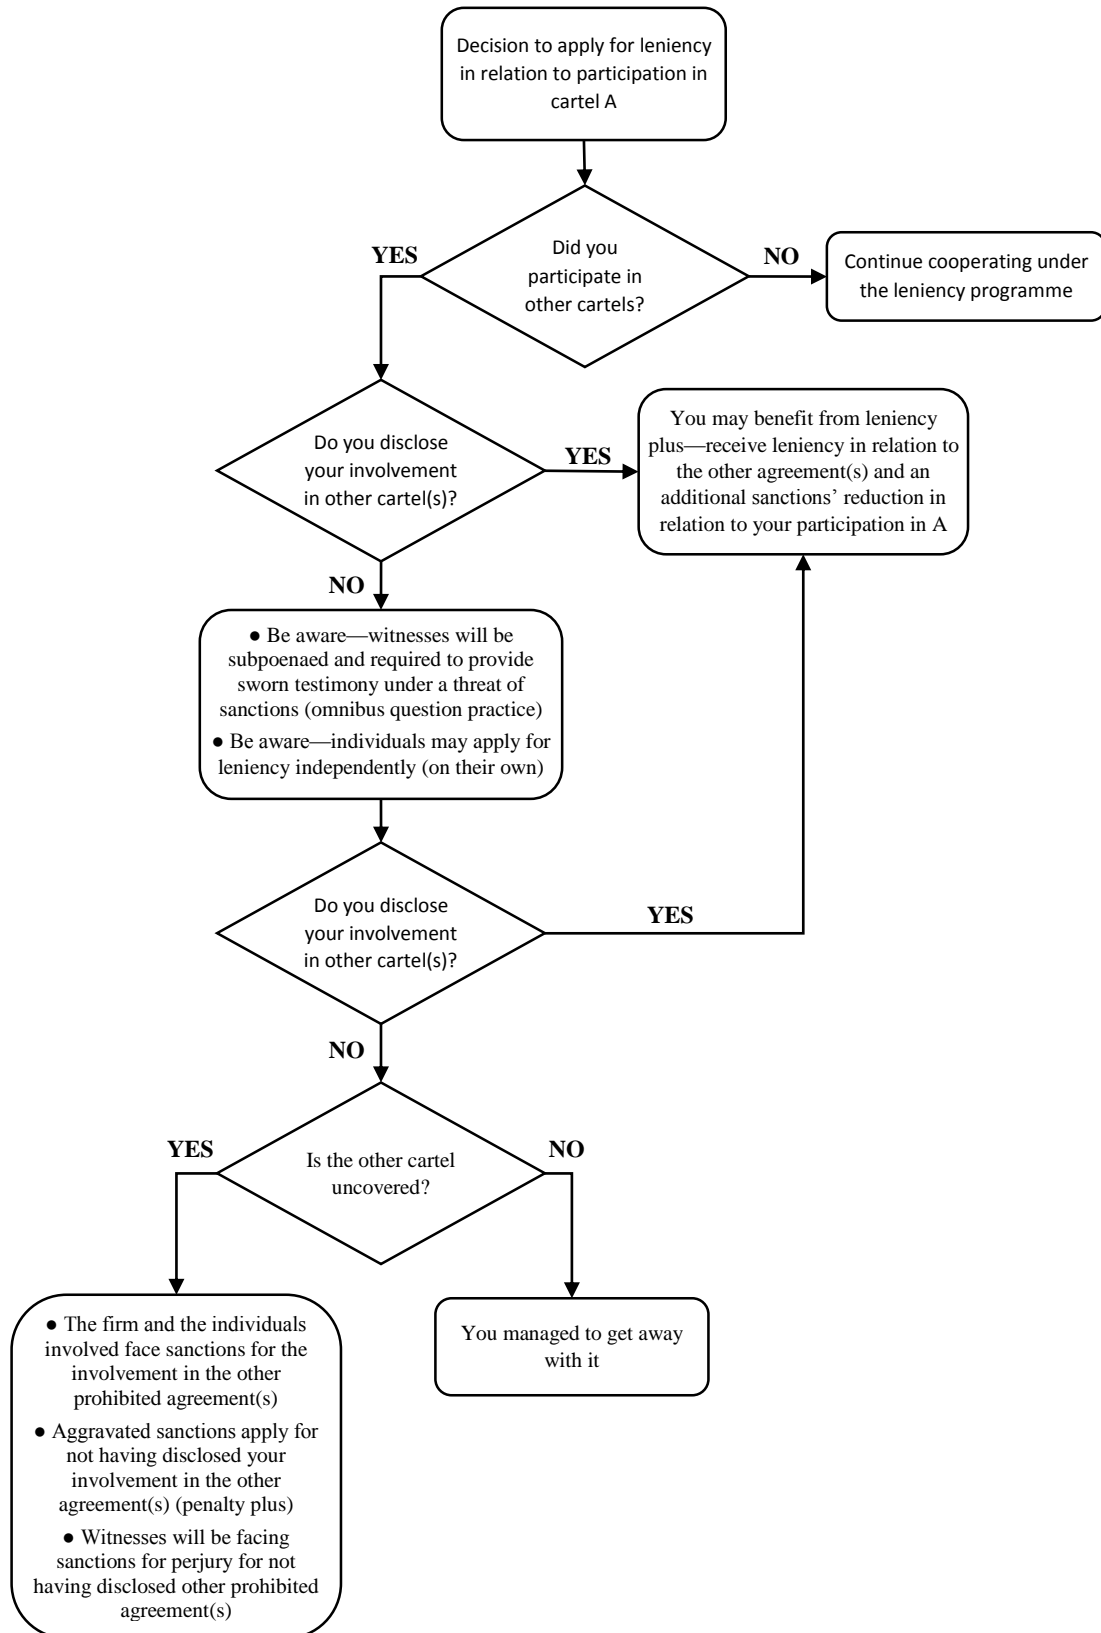 Decision to apply for leniency
in relation to participation in
cartel A
YES
Did you
participate in
other cartels?
NO
Continue cooperating under
the leniency programme
Do you disclose
your involvement
in other cartel(s)?
YES
You may benefit from leniency
plus—receive leniency in relation to
the other agreement(s) and an
additional sanctions’ reduction in
relation to your participation in A
NO
● Be aware—witnesses will be
subpoenaed and required to provide
sworn testimony under a threat of
sanctions (omnibus question practice)
● Be aware—individuals may apply for
leniency independently (on their own)
Do you disclose
your involvement
in other cartel(s)?
YES
NO
YES
Is the other cartel
uncovered?
NO
● The firm and the individuals
involved face sanctions for the
involvement in the other
prohibited agreement(s)
● Aggravated sanctions apply for
not having disclosed your
involvement in the other
agreement(s) (penalty plus)
● Witnesses will be facing
sanctions for perjury for not
having disclosed other prohibited
agreement(s)
You managed to get away
with it